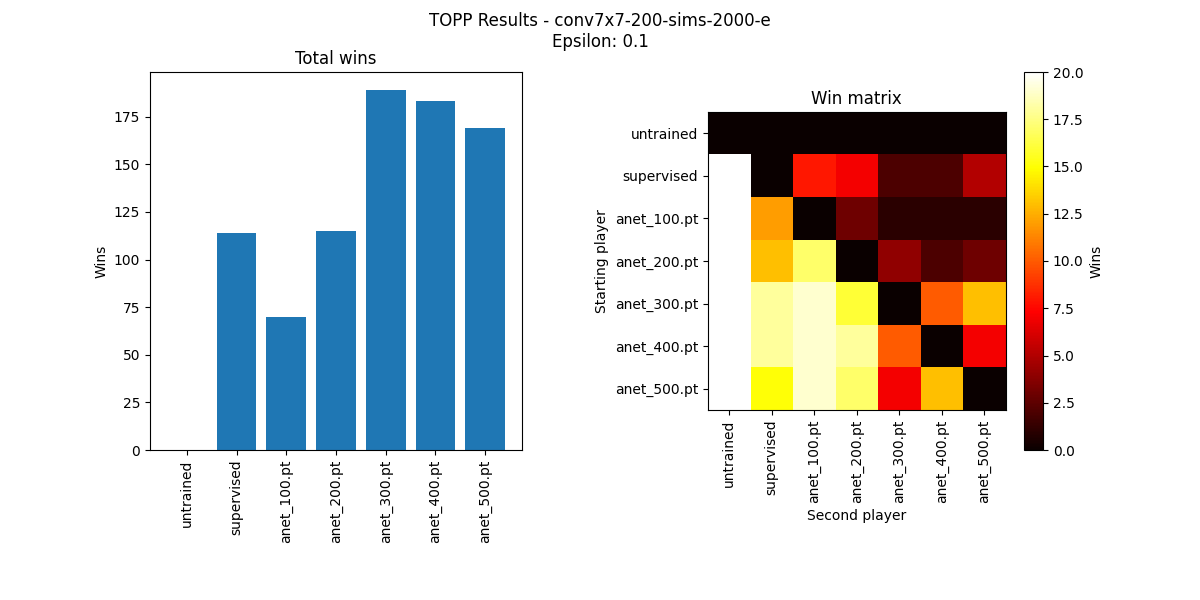 TOPP Results - conv7x7-200-sims-2000-e
Epsilon: 0.1
Total wins
Wins
175
150
125
100
75
50
25
0
untrained
supervised
anet_100.pt
anet_200.pt
anet_300.pt
anet_400.pt
anet_500.pt
Win matrix
Starting player
untrained
supervised
anet_100.pt
anet_200.pt
anet_300.pt
anet_400.pt
anet_500.pt
untrained
supervised
anet_100.pt
anet_200.pt
anet_300.pt
anet_400.pt
anet_500.pt
Second player
20.0
17.5
15.0
12.5
10.0
7.5
5.0
2.5
0.0
Wins